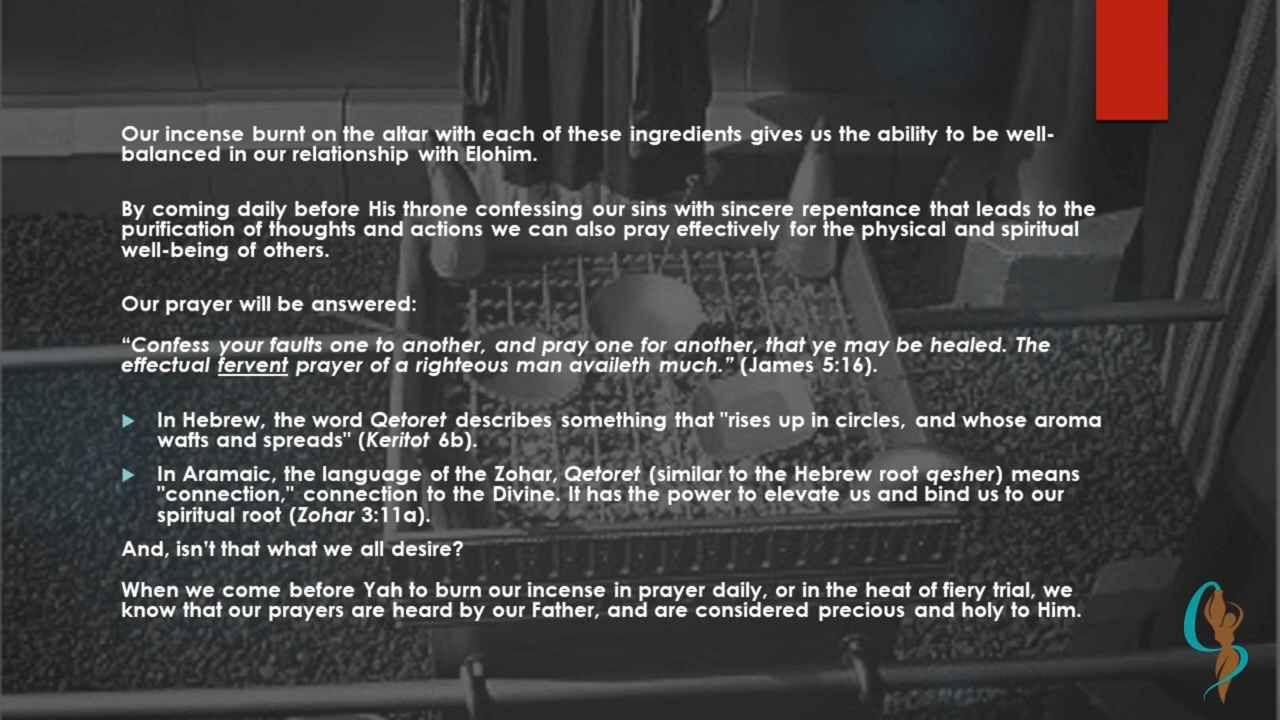 Our incense burnt on the altar with each of these ingredients gives us the ability to be well-
balanced in our relationship with Elohim.
By coming daily before His throne confessing our sins with sincere repentance that leads to the
purification of thoughts and actions we can also pray effectively for the physical and spiritual
well-being of others.
Our prayer will be answered:
“Confess your faults one to another, and pray one for another, that ye may be healed. The
effectual fervent prayer of a righteous man availeth much.” (James 5:16).
In Hebrew, the word Qetoret describes something that "rises up in circles, and whose aroma
wafts and spreads" (Keritot 6b).
In Aramaic, the language of the Zohar, Qetoret (similar to the Hebrew root qesher) means
"connection," connection to the Divine. It has the power to elevate us and bind us to our
spiritual root (Zohar 3:11a).
And, isn’t that what we all desire?
When we come before Yah to burn our incense in prayer daily, or in the heat of fiery trial, we
know that our prayers are heard by our Father, and are considered precious and holy to Him.